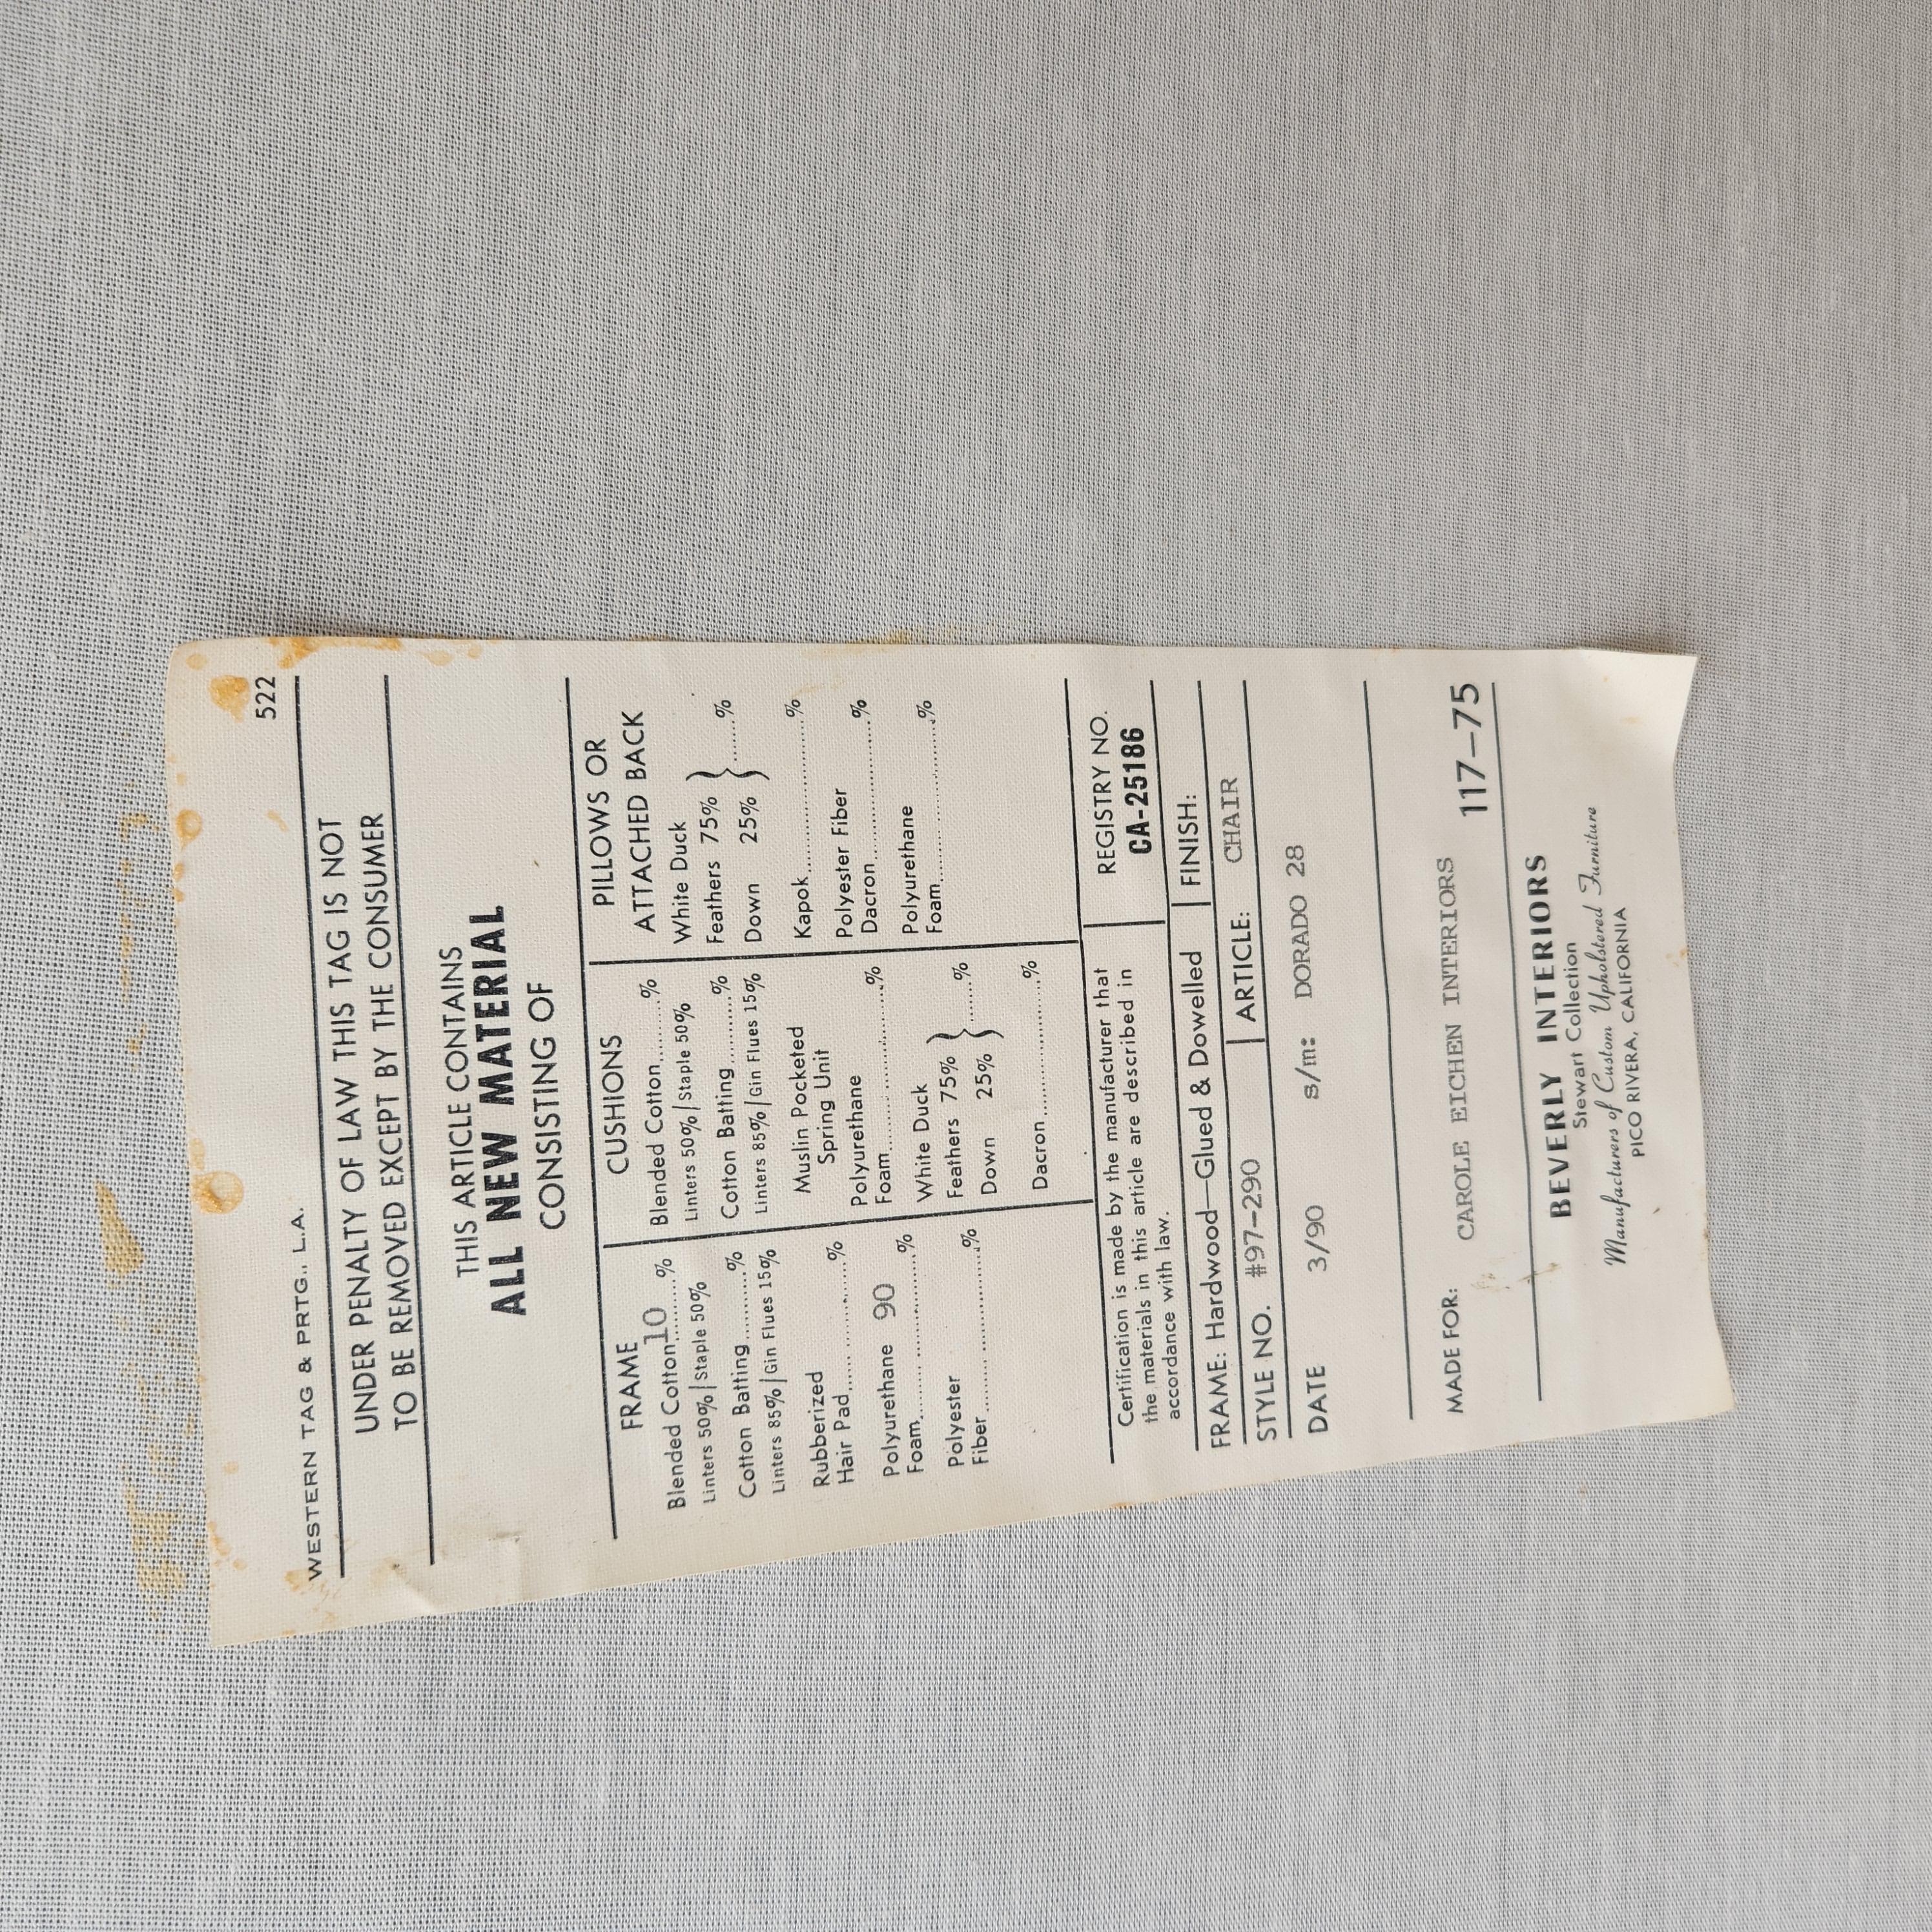 522
WESTERN TAG & PRTG., L.A.
UNDER PENALTY OF LAW THIS TAG IS NOT
TO BE REMOVED EXCEPT BY THE CONSUMER
THIS ARTICLE CONTAINS
ALL NEW MATERIAL
CONSISTING OF
FRAME
Blended Cotton 10 %
Linters 50% | Staple 50%
Cotton Batting..........%
Linters 85% | Gin Flues 15%
Rubberized
Hair Pad..................%
Polyurethane 90
Foam......................%
Polyester
Fiber......................%
CUSHIONS
Blended Cotton.........%
Linters 50% | Staple 50%
Cotton Batting..........%
Linters 85% | Gin Flues 15%
Muslin Pocketed
Spring Unit
Polyurethane
Foam......................%
White Duck
Feathers 75% }
Down 25% } .......%
Dacron....................%
PILLOWS OR
ATTACHED BACK
White Duck
Feathers 75% }
Down 25% } .......%
Kapok....................%
Polyester Fiber
Dacron...................%
Polyurethane
Foam.....................%
Certification is made by the manufacturer that
the materials in this article are described in
accordance with law.
REGISTRY NO.
CA-25186
FRAME: Hardwood—Glued & Dowelled | FINISH:
STYLE NO. #97-290 | ARTICLE: CHAIR
DATE 3/90 s/m: DORADO 28
MADE FOR: CAROLE EICHEN INTERIORS
117-75
BEVERLY INTERIORS
Stewart Collection
Manufacturers of Custom Upholstered Furniture
PICO RIVERA, CALIFORNIA